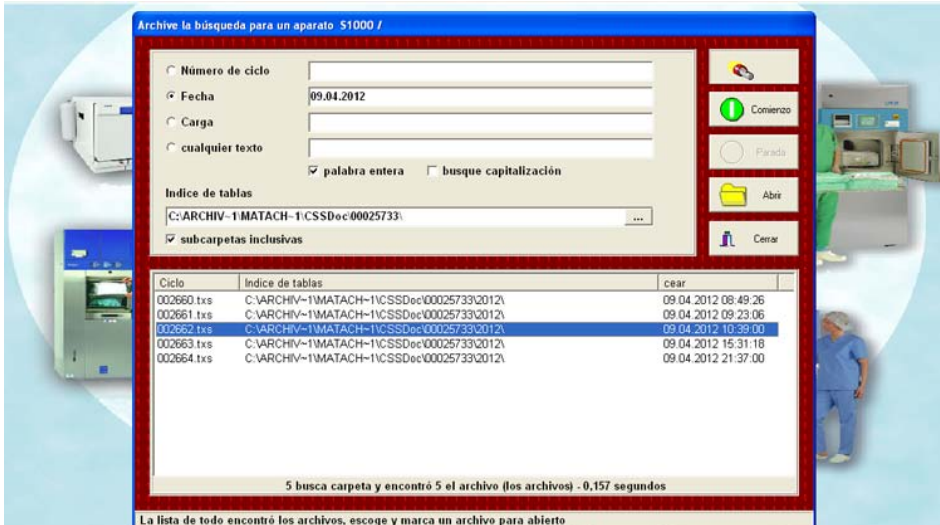 Archive la búsqueda para un aparato S1000 /
Número de ciclo
Fecha 09.04.2012
Comienzo
Carga
cualquier texto
Parada
palabra entera busque capitalización
Indice de tablas
Abrir
C:\ARCHIV~1\MATACH~1\CSSDoc\00025733\ ...
subcarpetas inclusivas
Cerrar
Ciclo Indice de tablas cear
002660.txs C:\ARCHIV~1\MATACH~1\CSSDoc\00025733\2012\ 09.04.2012 08:49:26
002661.txs C:\ARCHIV~1\MATACH~1\CSSDoc\00025733\2012\ 09.04.2012 09:23:06
002662.txs C:\ARCHIV~1\MATACH~1\CSSDoc\00025733\2012\ 09.04.2012 10:39:00
002663.txs C:\ARCHIV~1\MATACH~1\CSSDoc\00025733\2012\ 09.04.2012 15:31:18
002664.txs C:\ARCHIV~1\MATACH~1\CSSDoc\00025733\2012\ 09.04.2012 21:37:00
5 busca carpeta y encontró 5 el archivo (los archivos) - 0,157 segundos
La lista de todo encontró los archivos, escoge y marca un archivo para abierto